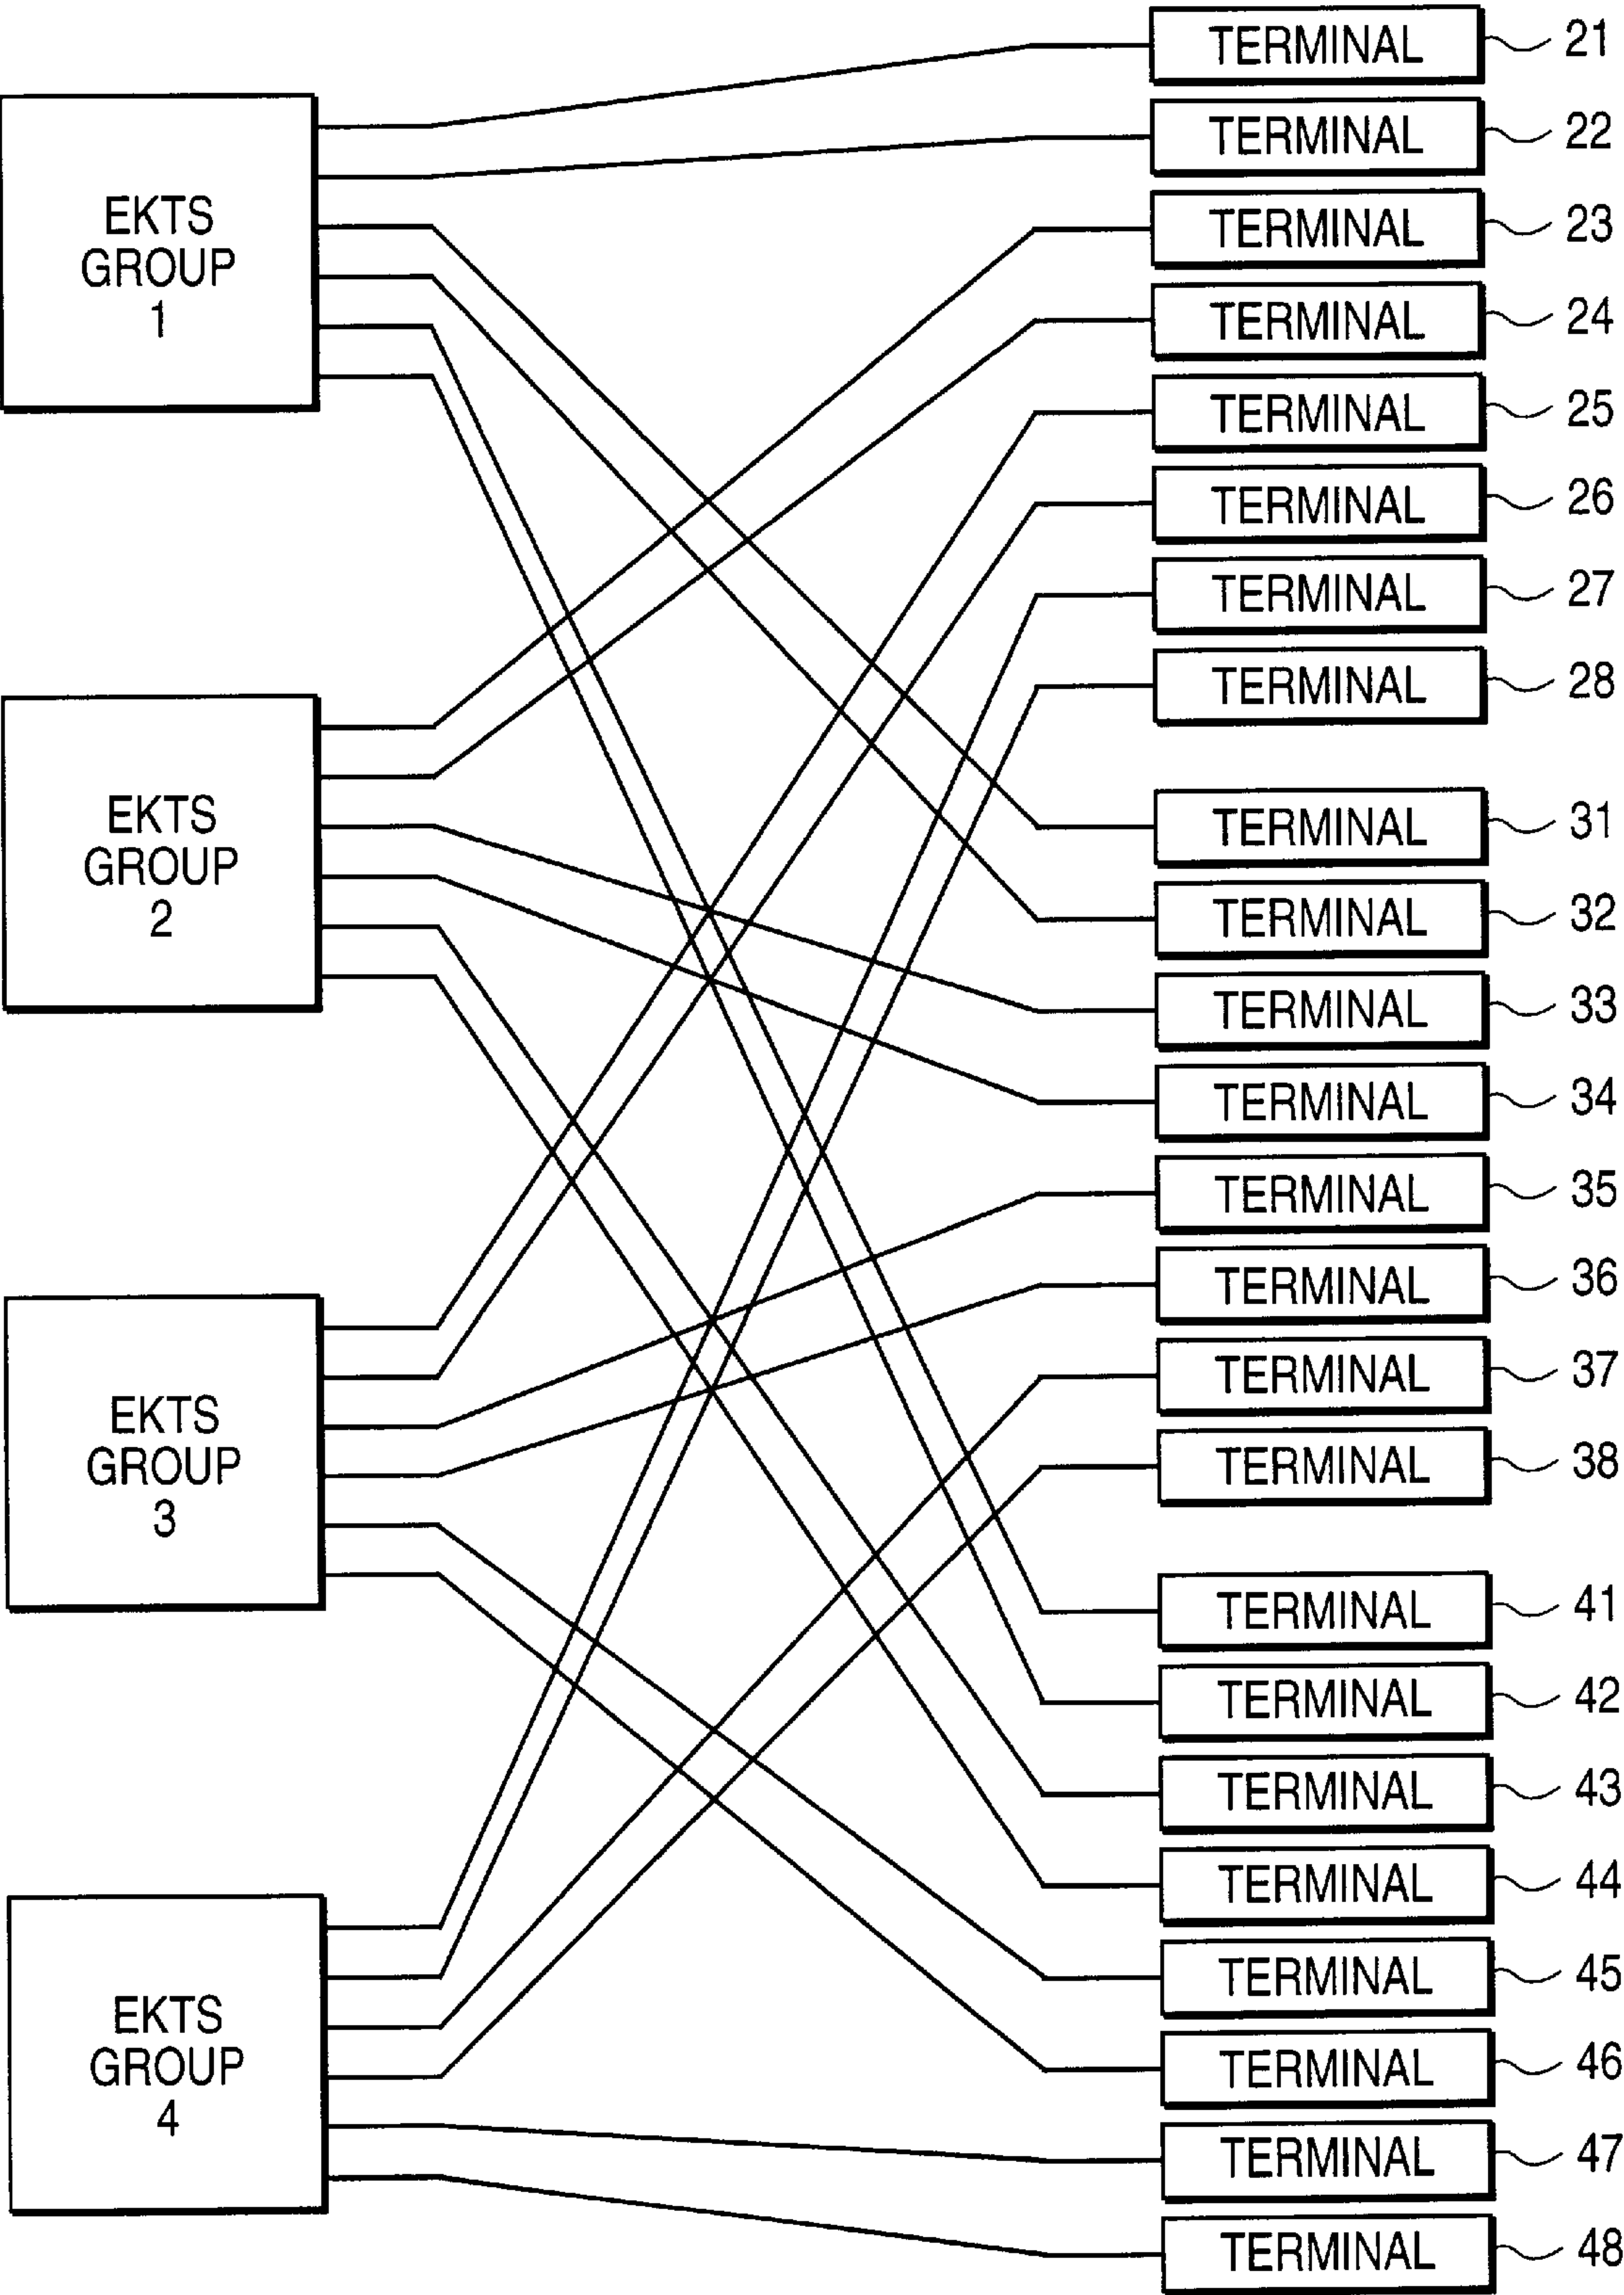 EKTS
GROUP
1
EKTS
GROUP
2
EKTS
GROUP
3
EKTS
GROUP
4
TERMINAL 21
TERMINAL 22
TERMINAL 23
TERMINAL 24
TERMINAL 25
TERMINAL 26
TERMINAL 27
TERMINAL 28
TERMINAL 31
TERMINAL 32
TERMINAL 33
TERMINAL 34
TERMINAL 35
TERMINAL 36
TERMINAL 37
TERMINAL 38
TERMINAL 41
TERMINAL 42
TERMINAL 43
TERMINAL 44
TERMINAL 45
TERMINAL 46
TERMINAL 47
TERMINAL 48